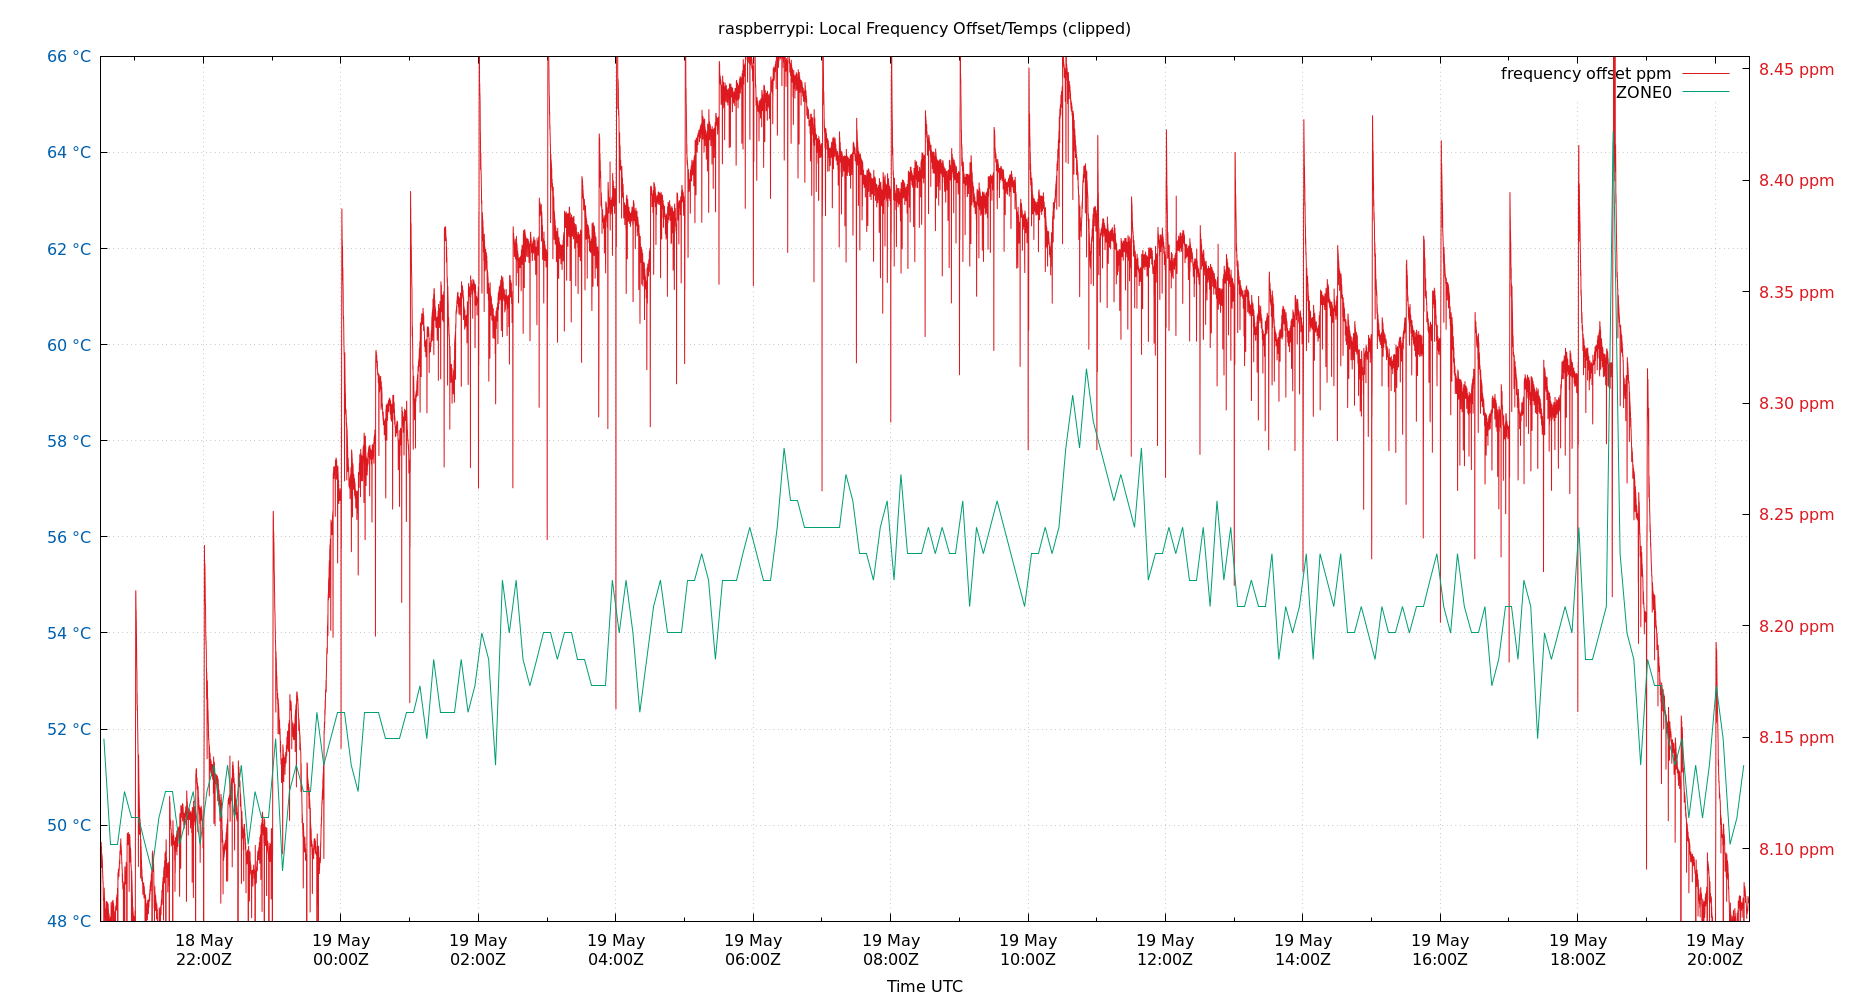 raspberrypi: Local Frequency Offset/Temps (clipped)
66 °C
64 °C
62 °C
60 °C
58 °C
56 °C
54 °C
52 °C
50 °C
48 °C
frequency offset ppm
ZONE0
8.45 ppm
8.40 ppm
8.35 ppm
8.30 ppm
8.25 ppm
8.20 ppm
8.15 ppm
8.10 ppm
18 May 19 May 19 May 19 May 19 May 19 May 19 May 19 May 19 May 19 May 19 May 19 May
22:00Z 00:00Z 02:00Z 04:00Z 06:00Z 08:00Z 10:00Z 12:00Z 14:00Z 16:00Z 18:00Z 20:00Z
Time UTC